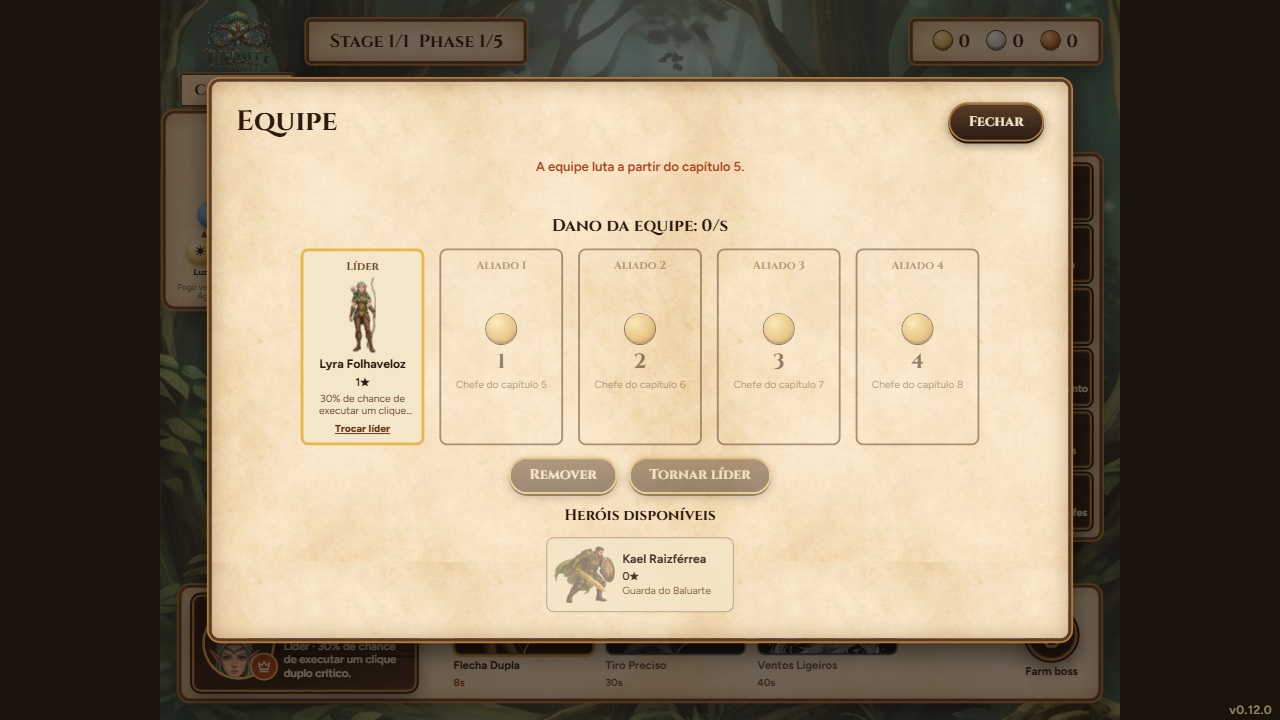 Stage 1/1 Phase 1/5
0 0 0
Equipe
Fechar
A equipe luta a partir do capítulo 5.
Dano da equipe: 0/s
Líder
Lyra Folhaveloz
1★
30% de chance de
executar um clique...
Trocar líder
Aliado 1
1
Chefe do capítulo 5
Aliado 2
2
Chefe do capítulo 6
Aliado 3
3
Chefe do capítulo 7
Aliado 4
4
Chefe do capítulo 8
Remover
Tornar líder
Heróis disponíveis
Kael Raizférrea
0★
Guarda do Baluarte
Líder · 30% de chance
de executar um clique
duplo crítico.
Flecha Dupla
8s
Tiro Preciso
30s
Ventos Ligeiros
40s
Farm boss
v0.12.0